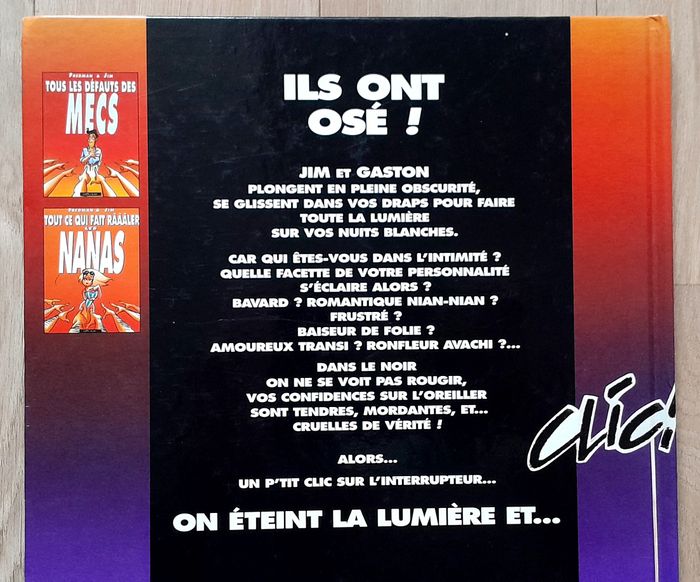 PHERMAN & JIM
TOUS LES DÉFAUTS DES
MECS
PHERMAN & JIM
TOUT CE QUI FAIT RÂÂÂLER
LES
NANAS
ILS ONT
OSÉ !
JIM ET GASTON
PLONGENT EN PLEINE OBSCURITÉ,
SE GLISSENT DANS VOS DRAPS POUR FAIRE
TOUTE LA LUMIÈRE
SUR VOS NUITS BLANCHES.
CAR QUI ÊTES-VOUS DANS L'INTIMITÉ ?
QUELLE FACETTE DE VOTRE PERSONNALITÉ
S'ÉCLAIRE ALORS ?
BAVARD ? ROMANTIQUE NIAN-NIAN ?
FRUSTRÉ ?
BAISEUR DE FOLIE ?
AMOUREUX TRANSI ? RONFLEUR AVACHI ?...
DANS LE NOIR
ON NE SE VOIT PAS ROUGIR,
VOS CONFIDENCES SUR L'OREILLER
SONT TENDRES, MORDANTES, ET...
CRUELLES DE VÉRITÉ !
ALORS...
UN P'TIT CLIC SUR L'INTERRUPTEUR...
ON ÉTEINT LA LUMIÈRE ET...
CLIC!